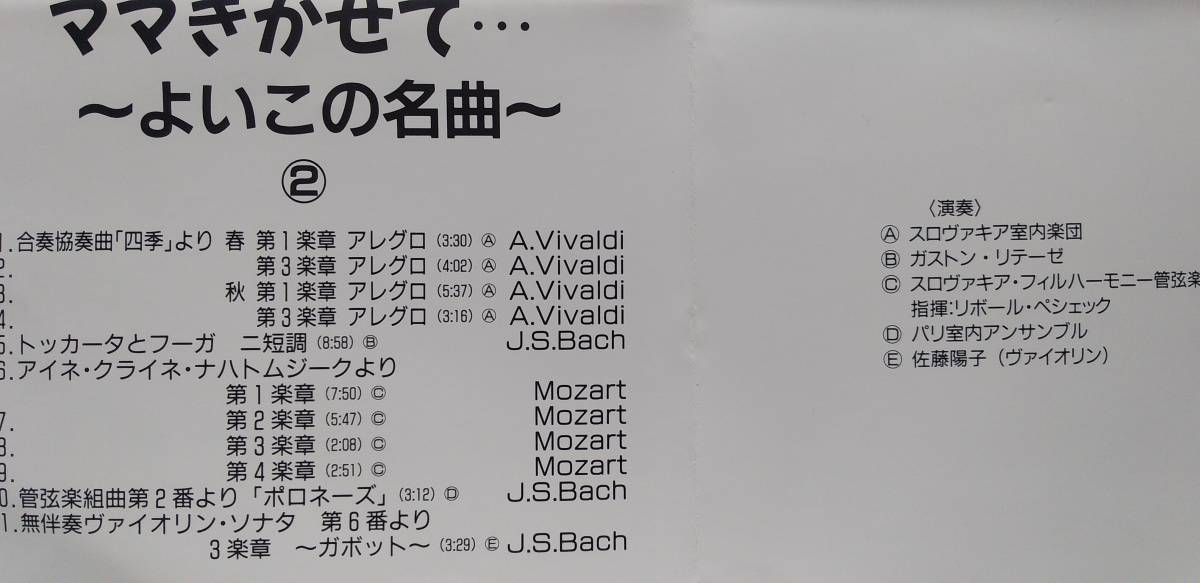 ママきかせて…
～よいこの名曲～
②
1.合奏協奏曲「四季」より 春 第1楽章 アレグロ (3:30) Ⓐ A.Vivaldi
2. 第3楽章 アレグロ (4:02) Ⓐ A.Vivaldi
3. 秋 第1楽章 アレグロ (5:37) Ⓐ A.Vivaldi
4. 第3楽章 アレグロ (3:16) Ⓐ A.Vivaldi
5.トッカータとフーガ 二短調 (8:58) Ⓑ J.S.Bach
6.アイネ・クライネ・ナハトムジークより
第1楽章 (7:50) Ⓒ Mozart
7. 第2楽章 (5:47) Ⓒ Mozart
8. 第3楽章 (2:08) Ⓒ Mozart
9. 第4楽章 (2:51) Ⓒ Mozart
0.管弦楽組曲第2番より「ポロネーズ」(3:12) Ⓓ J.S.Bach
1.無伴奏ヴァイオリン・ソナタ 第6番より
3楽章 ～ガボット～ (3:29) Ⓔ J.S.Bach
〈演奏〉
Ⓐ スロヴァキア室内楽団
Ⓑ ガストン・リテーゼ
Ⓒ スロヴァキア・フィルハーモニー管弦楽
指揮:リボール・ペシェック
Ⓓ パリ室内アンサンブル
Ⓔ 佐藤陽子（ヴァイオリン）